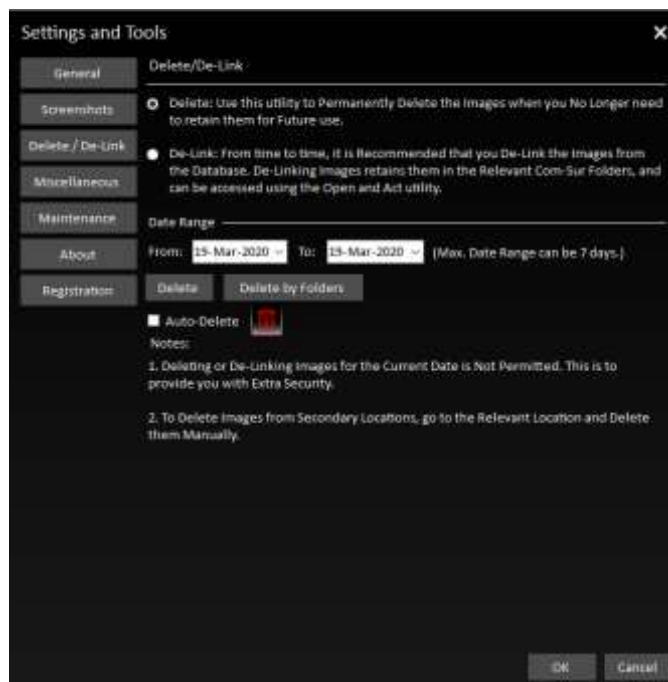 Settings and Tools
General
Screenshots
Delete / De-Link
Miscellaneous
Maintenance
About
Registration
Delete/De-Link
Delete: Use this utility to Permanently Delete the Images when you No Longer need
to retain them for Future use.
De-Link: From time to time, it is Recommended that you De-Link the Images from
the Database. De-Linking Images retains them in the Relevant Com-Sur Folders, and
can be accessed using the Open and Act utility.
Date Range
From: 19-Mar-2020 To: 19-Mar-2020 (Max. Date Range can be 7 days.)
Delete Delete by Folders
Auto-Delete
Notes:
1. Deleting or De-Linking Images for the Current Date is Not Permitted. This is to
provide you with Extra Security.
2. To Delete Images from Secondary Locations, go to the Relevant Location and Delete
them Manually.
OK Cancel